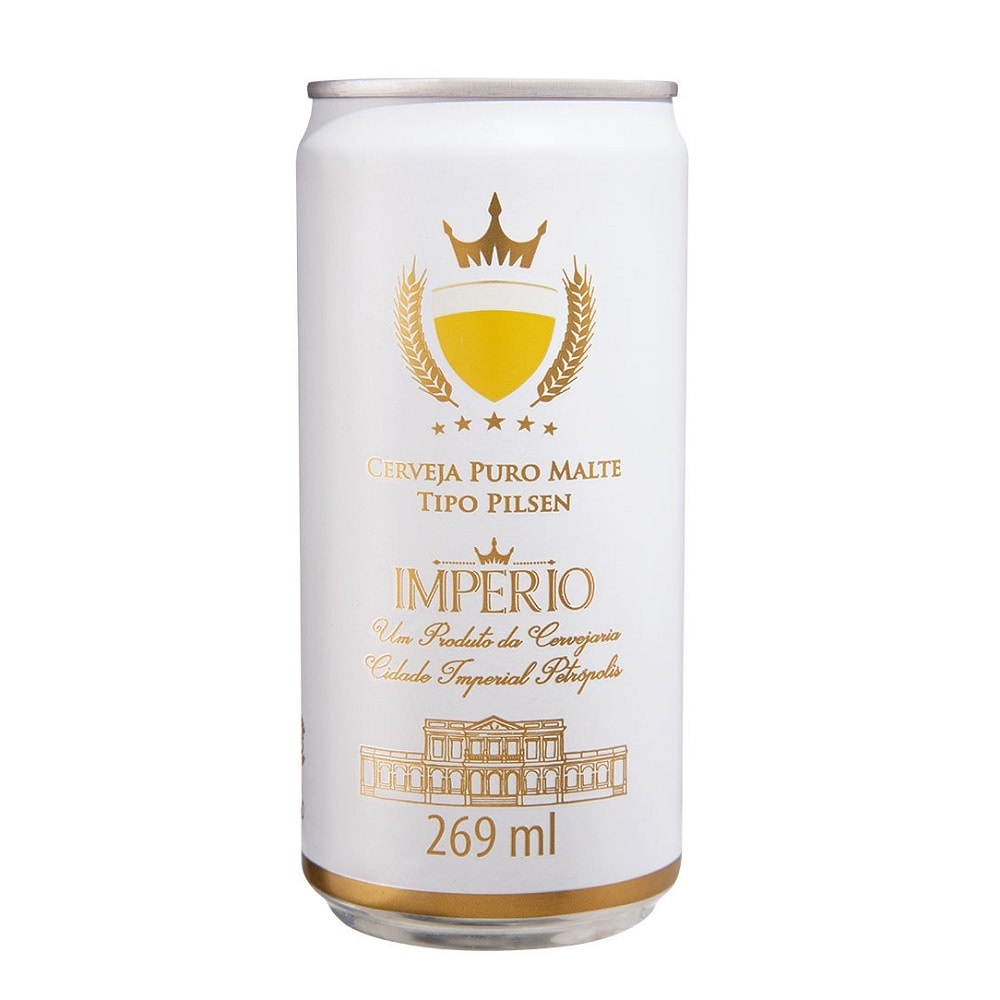 CERVEJA PURO MALTE
TIPO PILSEN
IMPERIO
Um Produto da Cervejaria
Cidade Imperial Petrópolis
269 ml